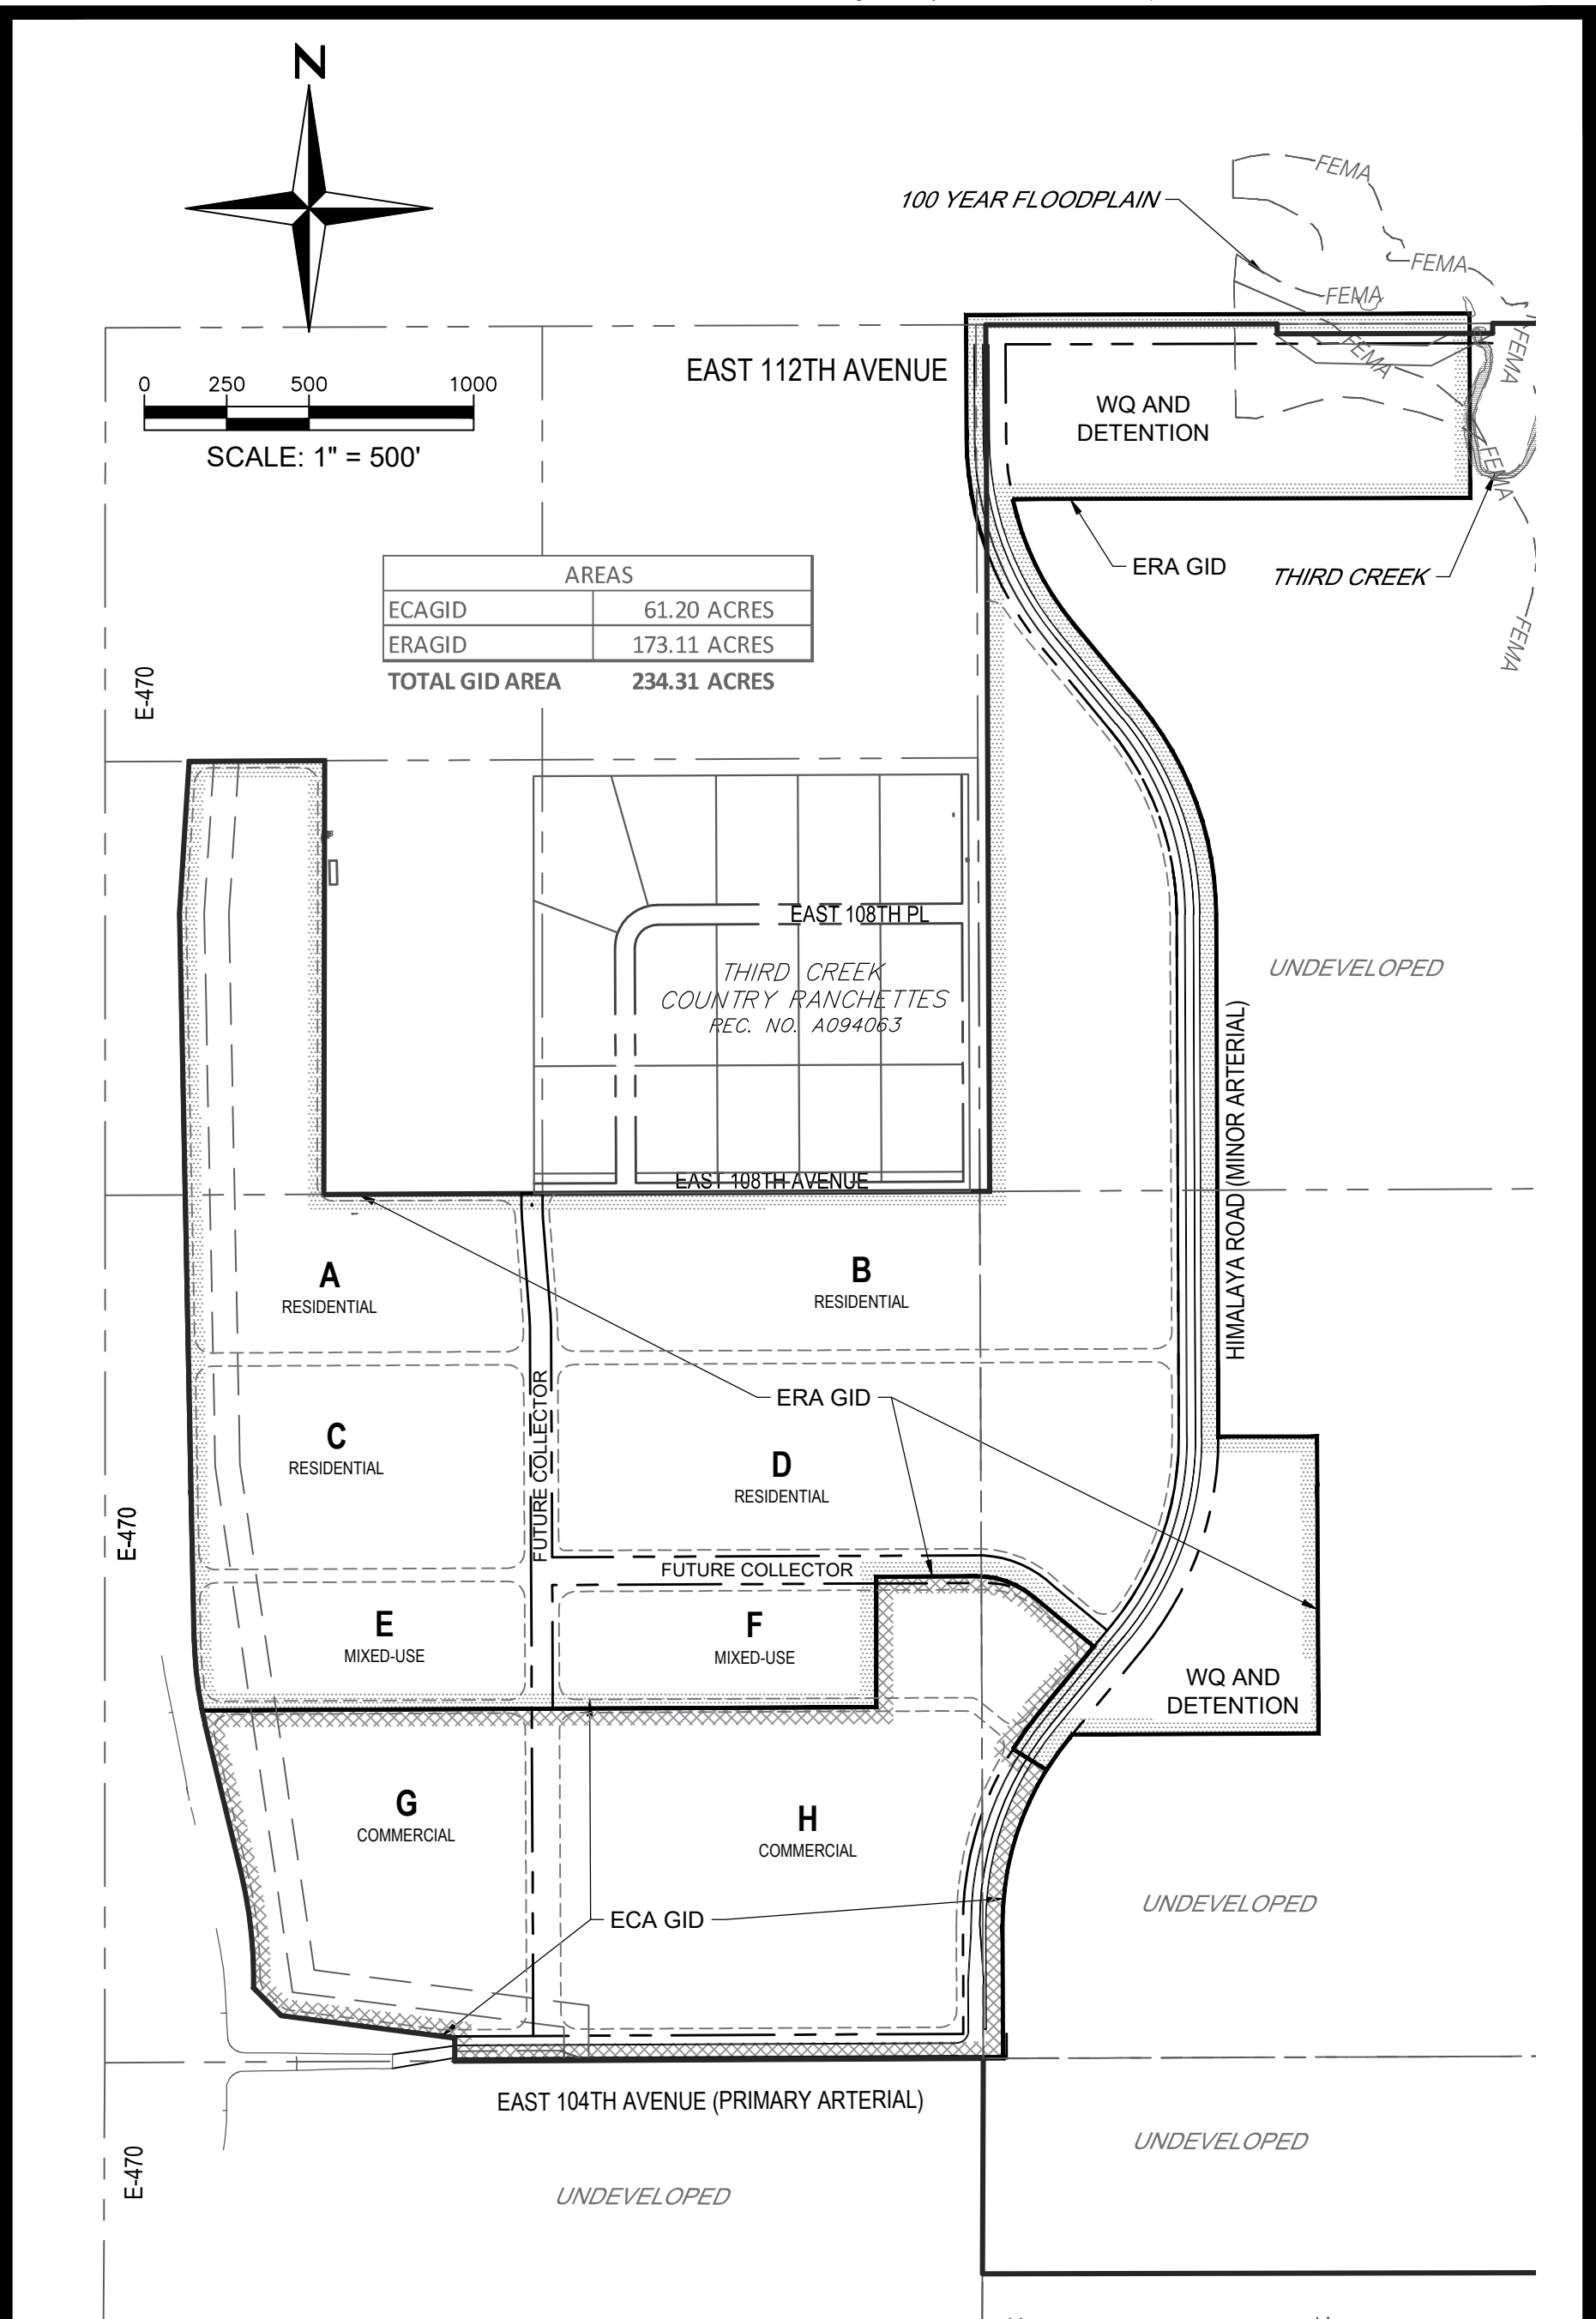 N
100 YEAR FLOODPLAIN
FEMA
FEMA
FEMA
FEMA
FEMA
FEMA
FEMA
EAST 112TH AVENUE
0 250 500 1000
SCALE: 1" = 500'
WQ AND
DETENTION
ERA GID
THIRD CREEK
AREAS
ECAGID 61.20 ACRES
ERAGID 173.11 ACRES
TOTAL GID AREA 234.31 ACRES
E-470
EAST 108TH PL
THIRD CREEK
COUNTRY RANCHETTES
REC. NO. A094063
EAST 108TH AVENUE
UNDEVELOPED
HIMALAYA ROAD (MINOR ARTERIAL)
A
RESIDENTIAL
B
RESIDENTIAL
ERA GID
FUTURE COLLECTOR
C
RESIDENTIAL
D
RESIDENTIAL
E-470
FUTURE COLLECTOR
E
MIXED-USE
F
MIXED-USE
WQ AND
DETENTION
G
COMMERCIAL
H
COMMERCIAL
ECA GID
UNDEVELOPED
EAST 104TH AVENUE (PRIMARY ARTERIAL)
E-470
UNDEVELOPED
UNDEVELOPED